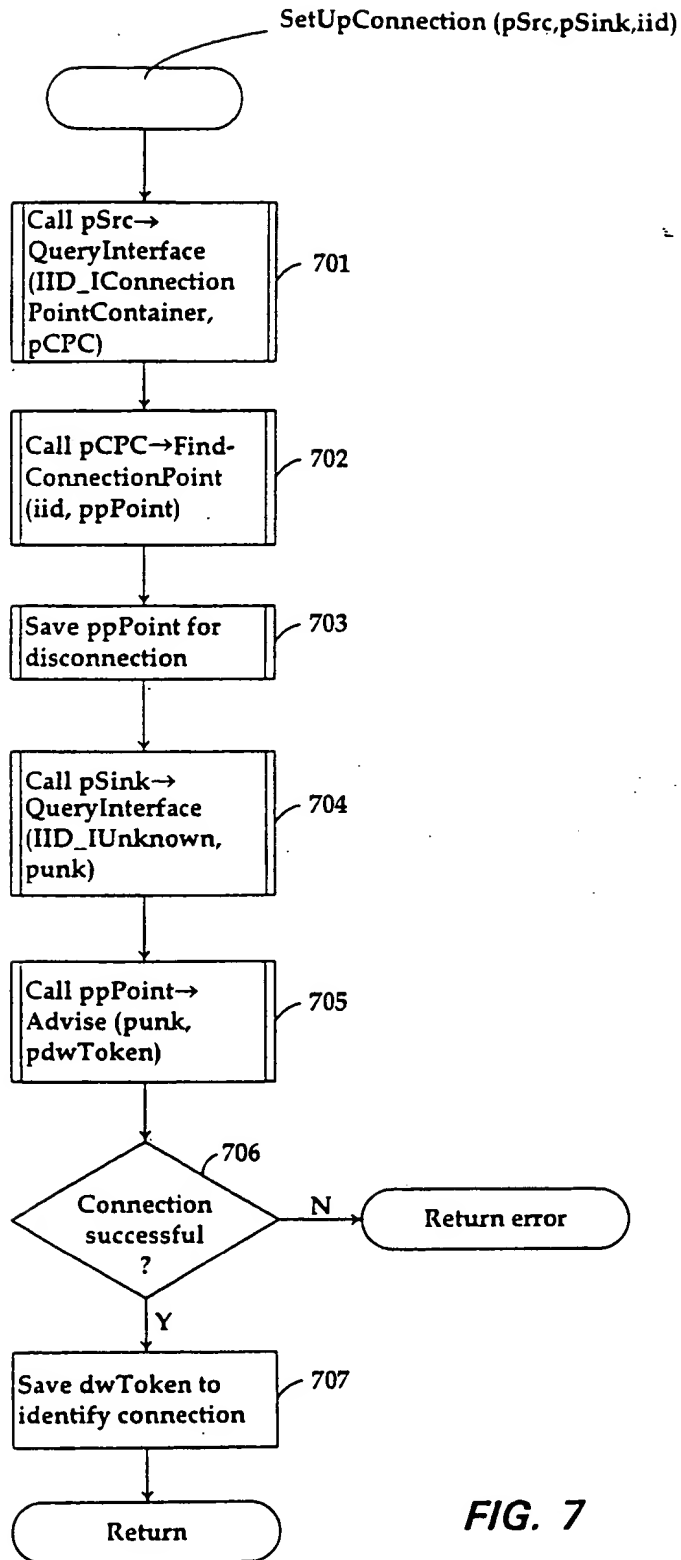 SetUpConnection (pSrc,pSink,iid)
Call pSrc→
QueryInterface
(IID_IConnection
PointContainer,
pCPC)
701
Call pCPC→Find-
ConnectionPoint
(iid, ppPoint)
702
Save ppPoint for
disconnection
703
Call pSink→
QueryInterface
(IID_IUnknown,
punk)
704
Call ppPoint→
Advise (punk,
pdwToken)
705
706
Connection
successful
?
N
Return error
Y
Save dwToken to
identify connection
707
Return
FIG. 7